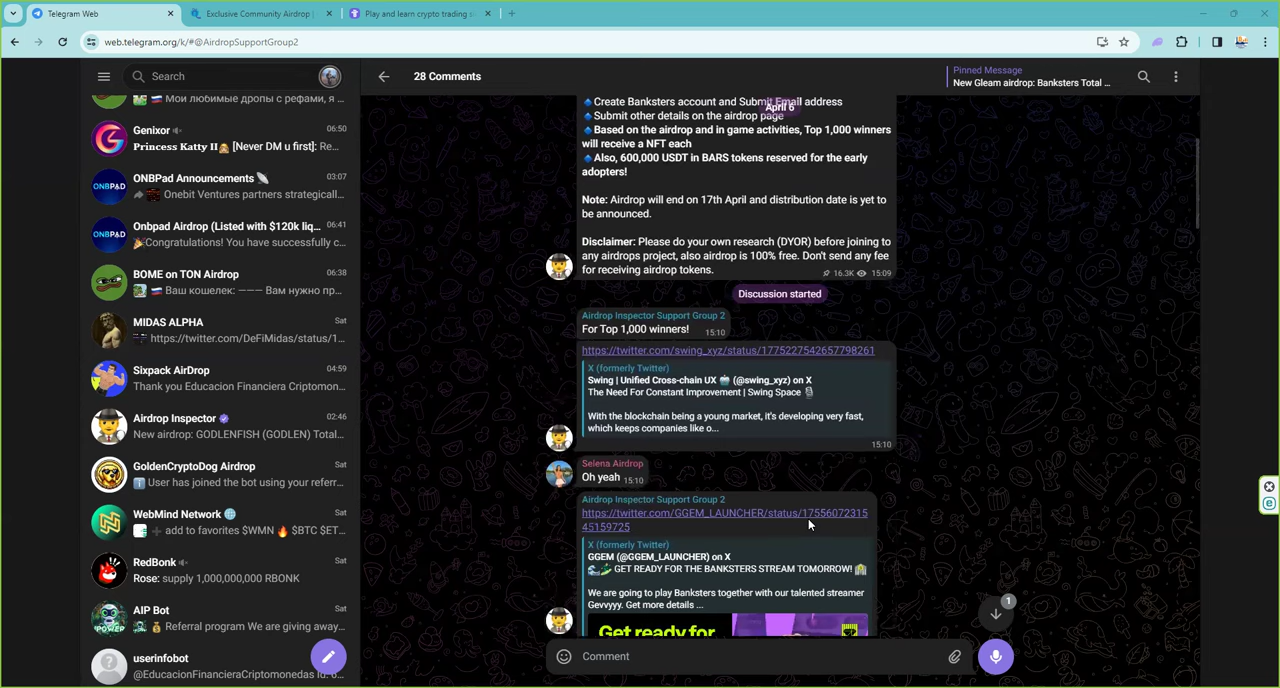 Telegram Web
Exclusive Community Airdrop
Play and learn crypto trading
web.telegram.org/k/#@AirdropSupportGroup2
Search
28 Comments
Pinned Message
New Gleam airdrop: Banksters Total ...
Мои любимые дропы с рефами, я ...
Genixor
06:50
Princess Katty II [Never DM u first]: Re...
ONBPad Announcements
03:07
Onebit Ventures partners strategicall...
Onbpad Airdrop (Listed with $120k liq...
06:41
Congratulations! You have successfully c...
BOME on TON Airdrop
06:38
Ваш кошелек: ——— Вам нужно пр...
MIDAS ALPHA
Sat
https://twitter.com/DeFiMidas/status/1...
Sixpack AirDrop
04:59
Thank you Educacion Financiera Criptomon...
Airdrop Inspector
02:46
New airdrop: GODLENFISH (GODLEN) Total...
GoldenCryptoDog Airdrop
Sat
User has joined the bot using your referr...
WebMind Network
Sat
add to favorites $WMN $BTC $ET...
RedBonk
Sat
Rose: supply 1,000,000,000 RBONK
AIP Bot
Sat
Referral program We are giving away...
userinfobot
@EducacionFinancieraCriptomonedas Id: 6...
ONBPAD
ONBPAD
POWER
Create Banksters account and Submit Email address
April 6
Submit other details on the airdrop page
Based on the airdrop and in game activities, Top 1,000 winners
will receive a NFT each
Also, 600,000 USDT in BARS tokens reserved for the early
adopters!
Note: Airdrop will end on 17th April and distribution date is yet to
be announced.
Disclaimer: Please do your own research (DYOR) before joining to
any airdrops project, also airdrop is 100% free. Don't send any fee
for receiving airdrop tokens.
16.3K 15:09
Discussion started
Airdrop Inspector Support Group 2
For Top 1,000 winners! 15:10
https://twitter.com/swing_xyz/status/1775227542657798261
X (formerly Twitter)
Swing | Unified Cross-chain UX (@swing_xyz) on X
The Need For Constant Improvement | Swing Space
With the blockchain being a young market, it's developing very fast,
which keeps companies like o...
15:10
Selena Airdrop
Oh yeah 15:10
Airdrop Inspector Support Group 2
https://twitter.com/GGEM_LAUNCHER/status/17556072315
45159725
X (formerly Twitter)
GGEM (@GGEM_LAUNCHER) on X
GET READY FOR THE BANKSTERS STREAM TOMORROW!
We are going to play Banksters together with our talented streamer
Gevvyyy. Get more details ...
Get ready for
1
Comment